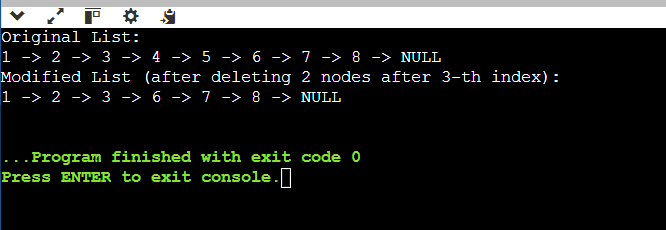 Original List:
1 -> 2 -> 3 -> 4 -> 5 -> 6 -> 7 -> 8 -> NULL
Modified List (after deleting 2 nodes after 3-th index):
1 -> 2 -> 3 -> 6 -> 7 -> 8 -> NULL
...Program finished with exit code 0
Press ENTER to exit console.